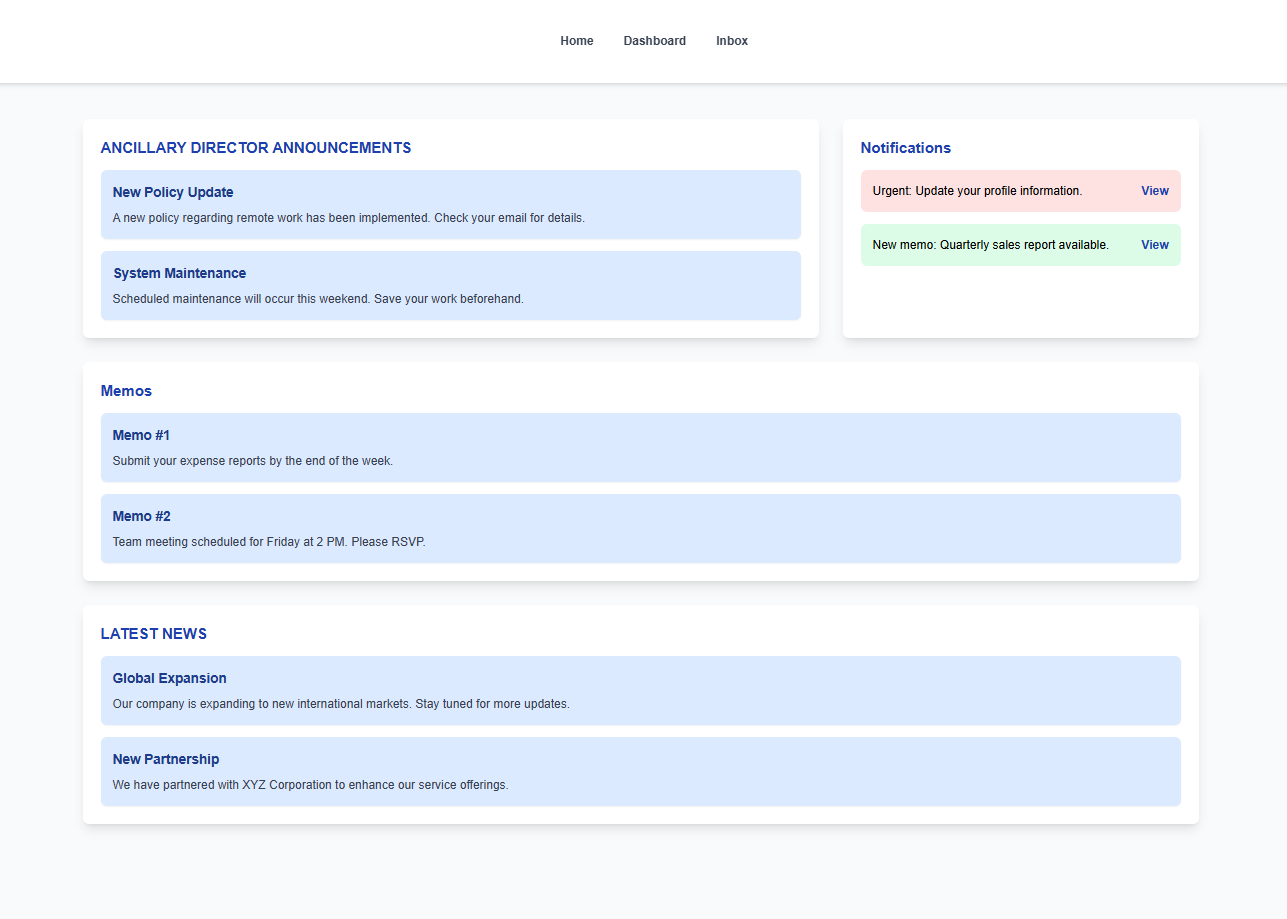 Home Dashboard Inbox
ANCILLARY DIRECTOR ANNOUNCEMENTS
New Policy Update
A new policy regarding remote work has been implemented. Check your email for details.
System Maintenance
Scheduled maintenance will occur this weekend. Save your work beforehand.
Notifications
Urgent: Update your profile information. View
New memo: Quarterly sales report available. View
Memos
Memo #1
Submit your expense reports by the end of the week.
Memo #2
Team meeting scheduled for Friday at 2 PM. Please RSVP.
LATEST NEWS
Global Expansion
Our company is expanding to new international markets. Stay tuned for more updates.
New Partnership
We have partnered with XYZ Corporation to enhance our service offerings.